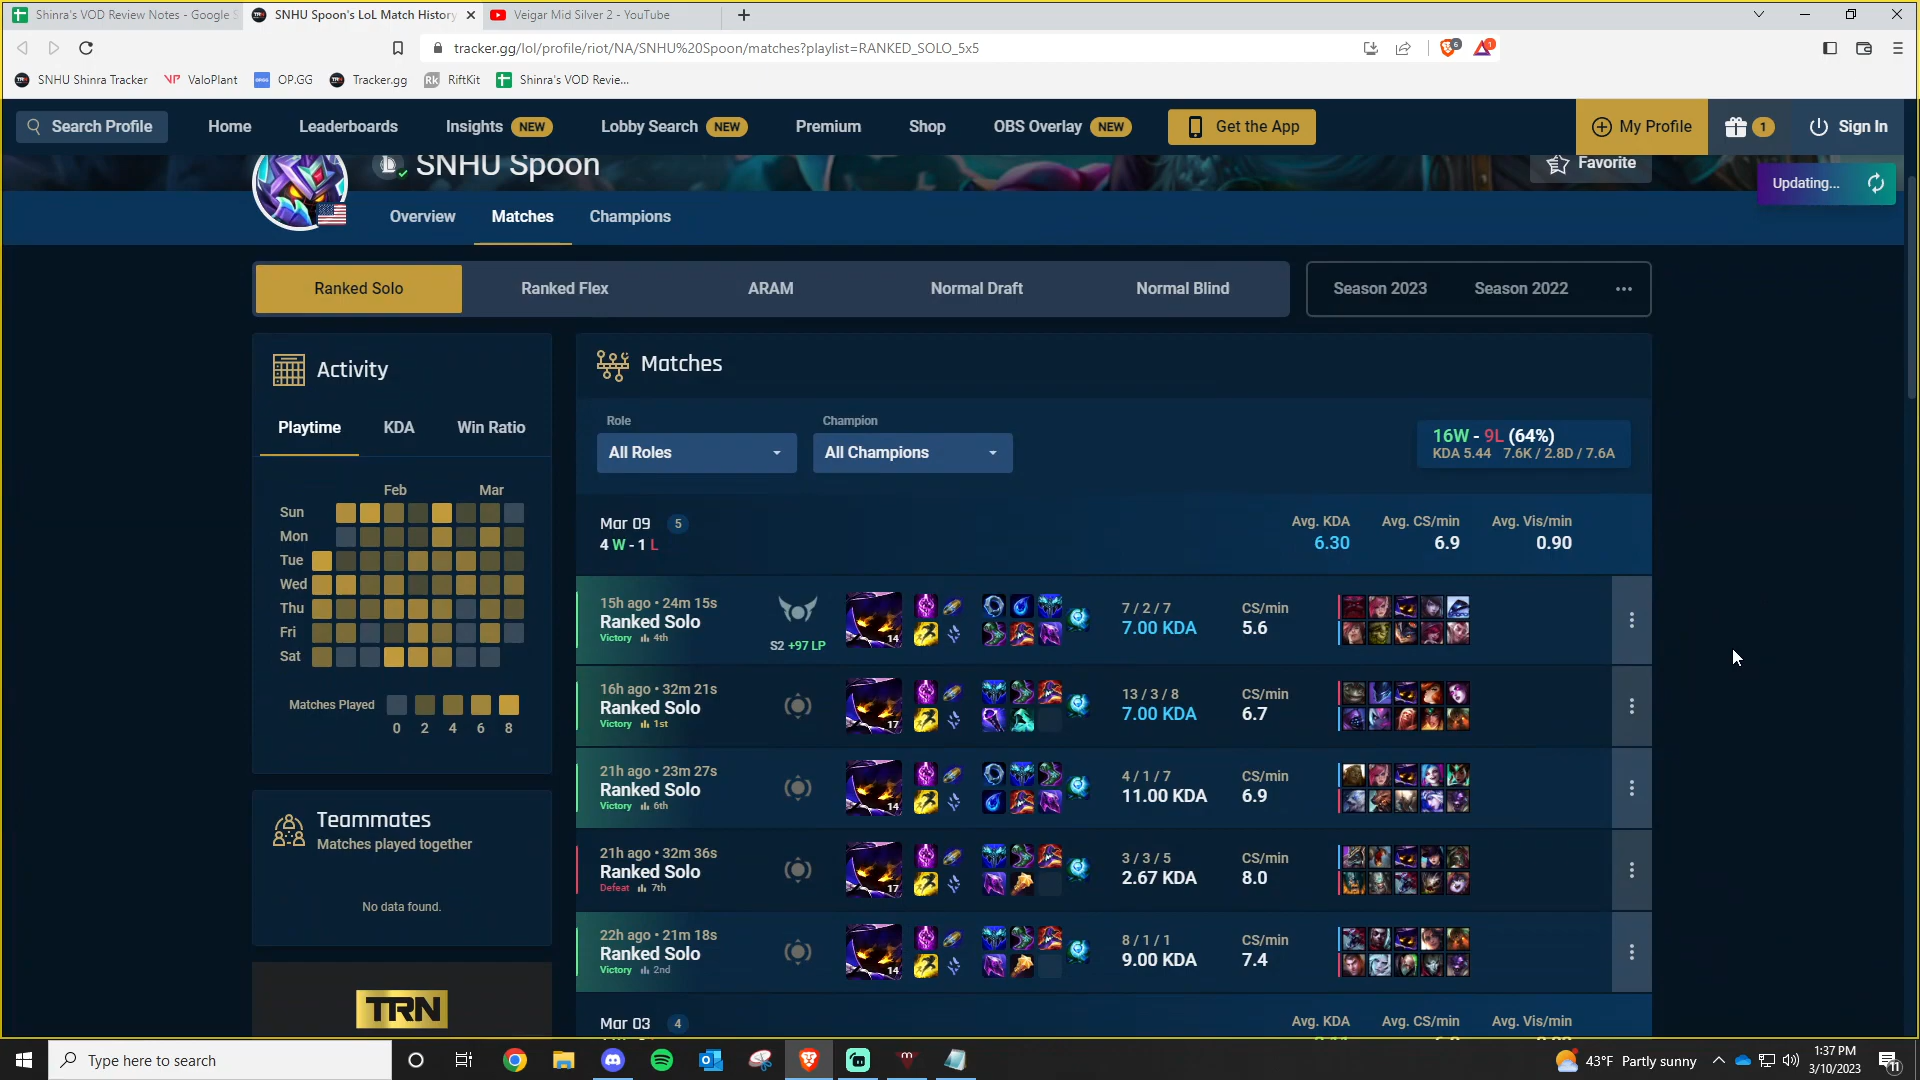 Shinra's VOD Review Notes - Google S
SNHU Spoon's LoL Match History
Veigar Mid Silver 2 - YouTube
tracker.gg/lol/profile/riot/NA/SNHU%20Spoon/matches?playlist=RANKED_SOLO_5x5
6
1
SNHU Shinra Tracker
ValoPlant
OP.GG
Tracker.gg
RiftKit
Shinra's VOD Revie...
Search Profile
Home
Leaderboards
Insights NEW
Lobby Search NEW
Premium
Shop
OBS Overlay NEW
Get the App
My Profile
1
Sign In
SNHU Spoon
Favorite
Updating...
Overview
Matches
Champions
Ranked Solo
Ranked Flex
ARAM
Normal Draft
Normal Blind
Season 2023
Season 2022
Activity
Playtime
KDA
Win Ratio
Feb
Mar
Sun
Mon
Tue
Wed
Thu
Fri
Sat
Matches Played
0 2 4 6 8
Teammates
Matches played together
No data found.
TRN
Matches
Role
All Roles
Champion
All Champions
16W - 9L (64%)
KDA 5.44 7.6K / 2.8D / 7.6A
Mar 09 5
4 W - 1 L
Avg. KDA
6.30
Avg. CS/min
6.9
Avg. Vis/min
0.90
15h ago • 24m 15s
Ranked Solo
Victory 4th
S2 +97 LP
14
7 / 2 / 7
7.00 KDA
CS/min
5.6
16h ago • 32m 21s
Ranked Solo
Victory 1st
17
13 / 3 / 8
7.00 KDA
CS/min
6.7
21h ago • 23m 27s
Ranked Solo
Victory 6th
14
4 / 1 / 7
11.00 KDA
CS/min
6.9
21h ago • 32m 36s
Ranked Solo
Defeat 7th
17
3 / 3 / 5
2.67 KDA
CS/min
8.0
22h ago • 21m 18s
Ranked Solo
Victory 2nd
14
8 / 1 / 1
9.00 KDA
CS/min
7.4
Mar 03 4
Avg. KDA
Avg. CS/min
Avg. Vis/min
Type here to search
43°F Partly sunny
1:37 PM
3/10/2023
11